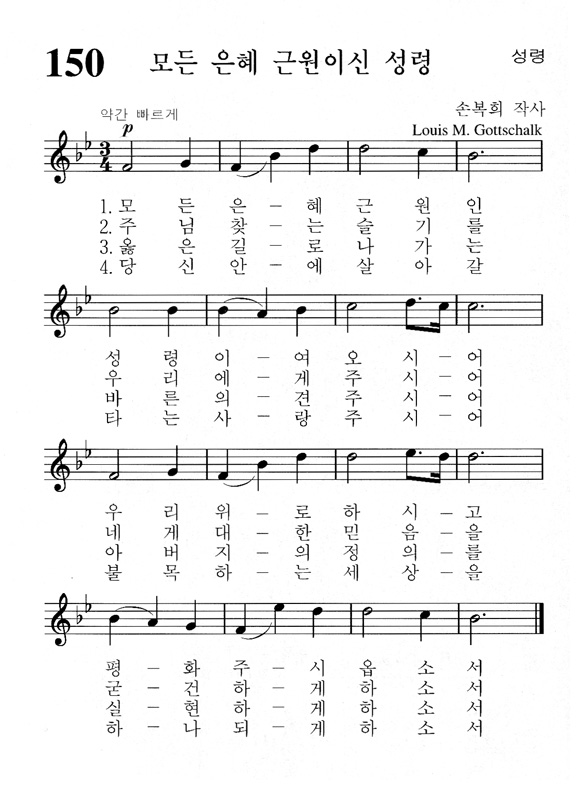 150 모든 은혜 근원이신 성령 성령
약간 빠르게
손복희 작사
p
Louis M. Gottschalk
3
4
1. 모 든 은 – 혜 근 원 인
2. 주 님 찾 – 는 슬 기 를
3. 옳 은 길 – 로 나 가 는
4. 당 신 안 – 에 살 아 갈
성 령 이 – 여 오 시 – 어
우 리 에 – 게 주 시 – 어
바 른 의 – 견 주 시 – 어
타 는 사 – 랑 주 시 – 어
우 리 위 – 로 하 시 – 고
네 게 대 – 한 믿 음 – 을
아 버 지 – 의 정 의 – 를
불 목 하 – 는 세 상 – 을
평 – 화 주 – 시 옵 소 서
굳 – 건 하 – 게 하 소 서
실 – 현 하 – 게 하 소 서
하 – 나 되 – 게 하 소 서